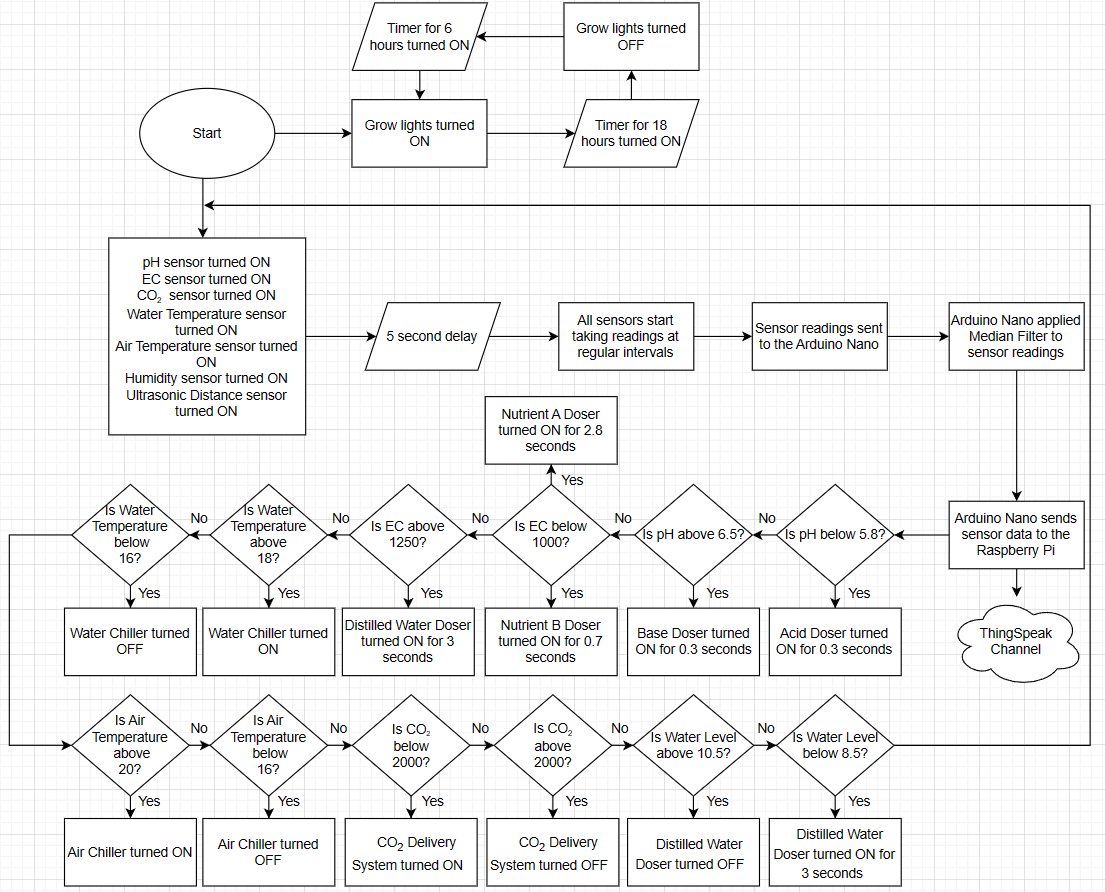 Timer for 6
hours turned ON
Grow lights turned
OFF
Start
Grow lights turned
ON
Timer for 18
hours turned ON
pH sensor turned ON
EC sensor turned ON
CO₂ sensor turned ON
Water Temperature sensor
turned ON
Air Temperature sensor turned
ON
Humidity sensor turned ON
Ultrasonic Distance sensor
turned ON
5 second delay
All sensors start
taking readings at
regular intervals
Sensor readings sent
to the Arduino Nano
Arduino Nano applied
Median Filter to
sensor readings
Nutrient A Doser
turned ON for 2.8
seconds
Yes
Is Water
Temperature
below
16?
No
Is Water
Temperature
above
18?
No
Is EC above
1250?
No
Is EC below
1000?
No
Is pH above 6.5?
No
Is pH below 5.8?
Arduino Nano sends
sensor data to the
Raspberry Pi
Yes
Yes
Yes
Yes
Yes
Yes
Water Chiller turned
OFF
Water Chiller turned
ON
Distilled Water Doser
turned ON for 3
seconds
Nutrient B Doser
turned ON for 0.7
seconds
Base Doser turned
ON for 0.3 seconds
Acid Doser turned
ON for 0.3 seconds
ThingSpeak
Channel
Is Air
Temperature
above
20?
No
Is Air
Temperature
below
16?
No
Is CO₂
below
2000?
No
Is CO₂
above
2000?
No
Is Water Level
above 10.5?
No
Is Water Level
below 8.5?
Yes
Yes
Yes
Yes
Yes
Yes
Air Chiller turned ON
Air Chiller turned
OFF
CO₂ Delivery
System turned ON
CO₂ Delivery
System turned OFF
Distilled Water
Doser turned OFF
Distilled Water
Doser turned ON for
3 seconds